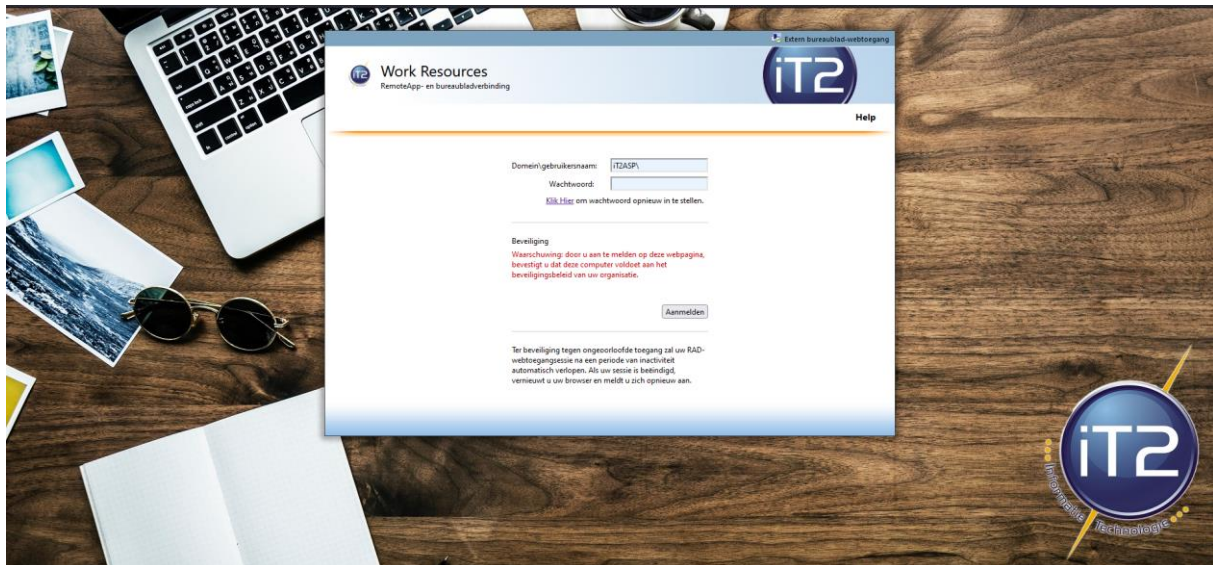 Extern bureaublad-webtoegang
iT2
Work Resources
RemoteApp- en bureaubladverbinding
iT2
Help
Domein\gebruikersnaam: iT2ASP\
Wachtwoord:
Klik Hier om wachtwoord opnieuw in te stellen.
Beveiliging
Waarschuwing: door u aan te melden op deze webpagina,
bevestigt u dat deze computer voldoet aan het
beveiligingsbeleid van uw organisatie.
Aanmelden
Ter beveiliging tegen ongeoorloofde toegang zal uw RAD-
webtoegangsessie na een periode van inactiviteit
automatisch verlopen. Als uw sessie is beëindigd,
vernieuwt u uw browser en meldt u zich opnieuw aan.
iT2
Informatie Technologie